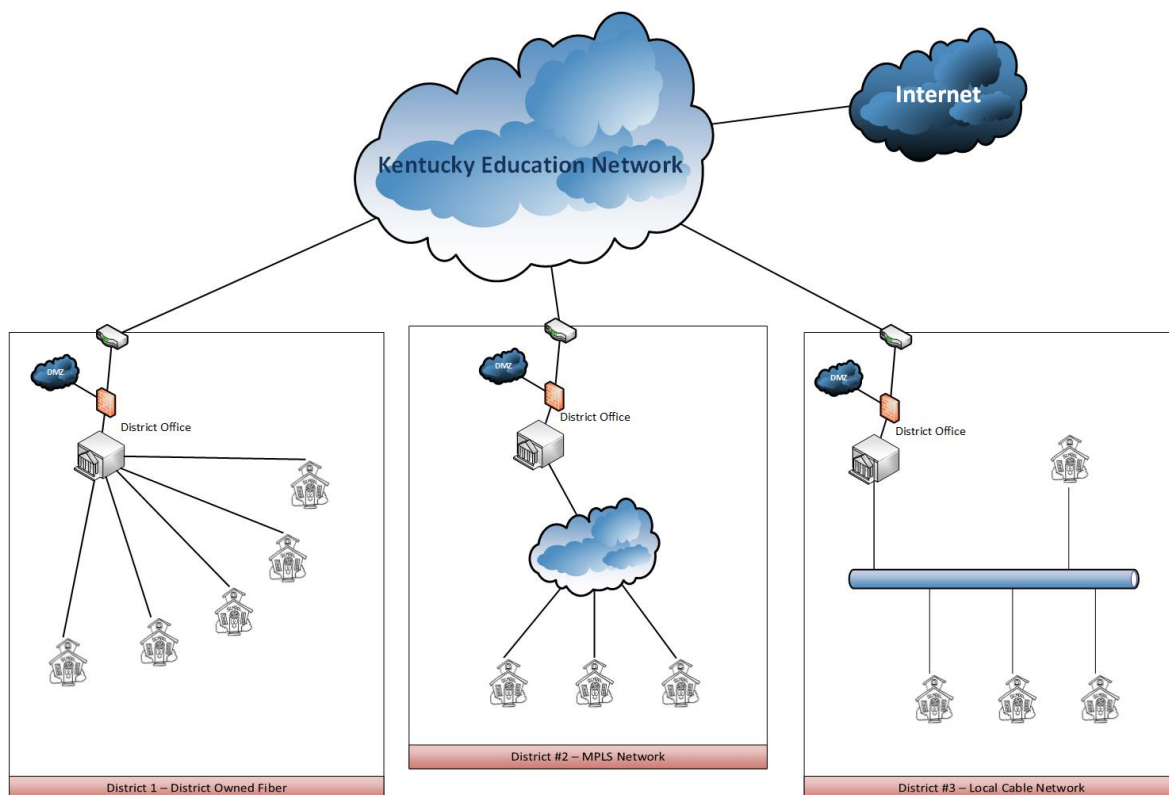 Internet
Kentucky Education Network
DMZ
District Office
DMZ
District Office
DMZ
District Office
District 1 – District Owned Fiber
District #2 – MPLS Network
District #3 – Local Cable Network